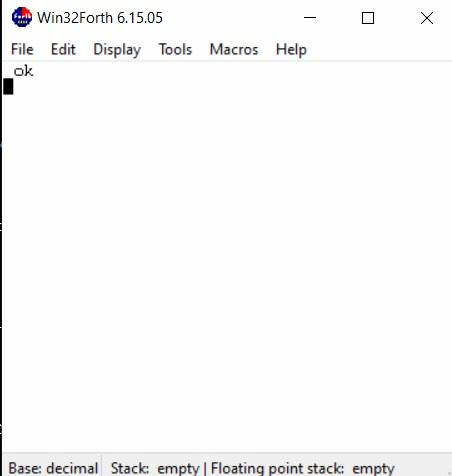 Win32Forth 6.15.05
File Edit Display Tools Macros Help
ok
Base: decimal Stack: empty | Floating point stack: empty